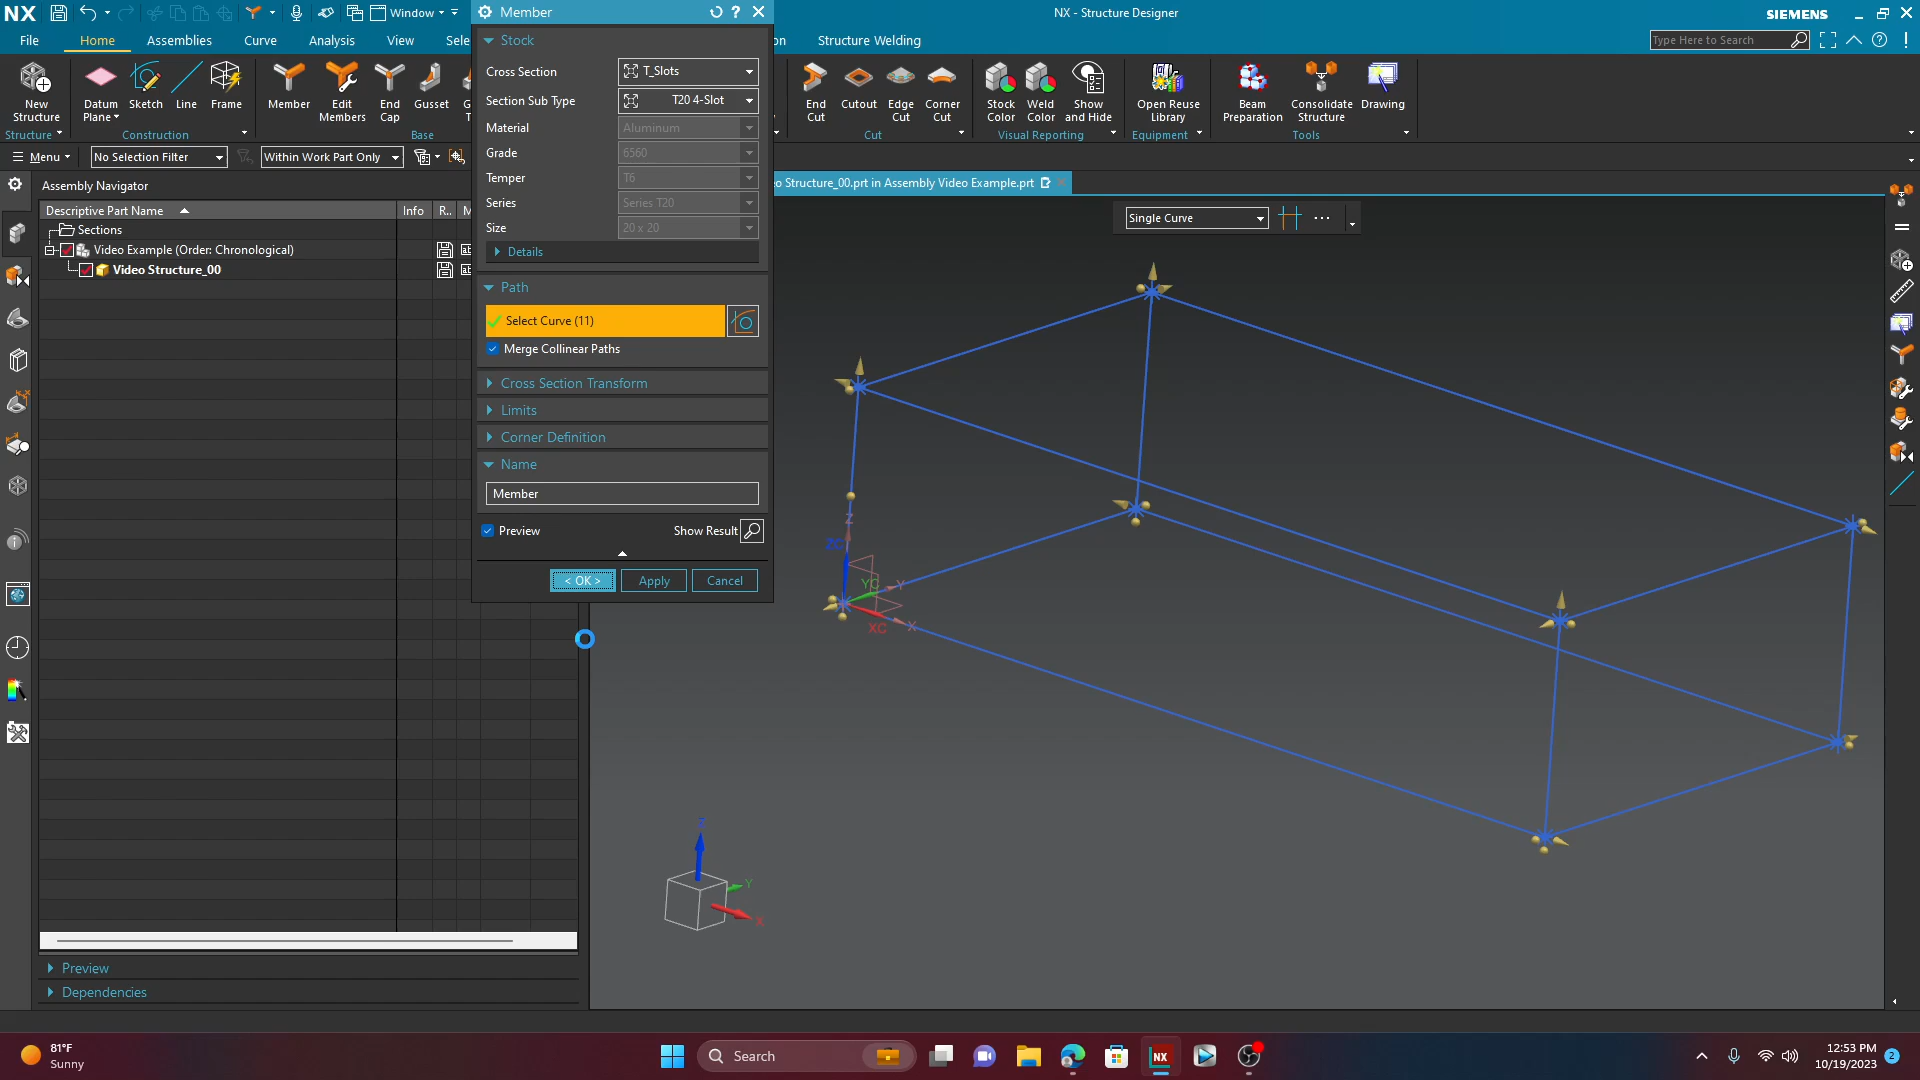 NX
Window
NX - Structure Designer
SIEMENS
File
Home
Assemblies
Curve
Analysis
View
Sele
Structure Welding
Type Here to Search
New Structure
Datum Plane
Sketch
Line
Frame
Member
Edit Members
End Cap
Gusset
End Cut
Cutout
Edge Cut
Corner Cut
Stock Color
Weld Color
Show and Hide
Open Reuse Library
Beam Preparation
Consolidate Structure
Drawing
Structure
Construction
Base
Cut
Visual Reporting
Equipment
Tools
Menu
No Selection Filter
Within Work Part Only
Assembly Navigator
Descriptive Part Name
Info
R..
M
Sections
Video Example (Order: Chronological)
Video Structure_00
Preview
Dependencies
Member
?
Stock
Cross Section
T_Slots
Section Sub Type
T20 4-Slot
Material
Aluminum
Grade
6560
Temper
T6
Series
Series T20
Size
20 x 20
Details
Path
Select Curve (11)
Merge Collinear Paths
Cross Section Transform
Limits
Corner Definition
Name
Member
Preview
Show Result
< OK >
Apply
Cancel
eo Structure_00.prt in Assembly Video Example.prt
Single Curve
Z
YC
Y
XC
X
Z
Y
X
81°F
Sunny
Search
NX
12:53 PM
10/19/2023
2